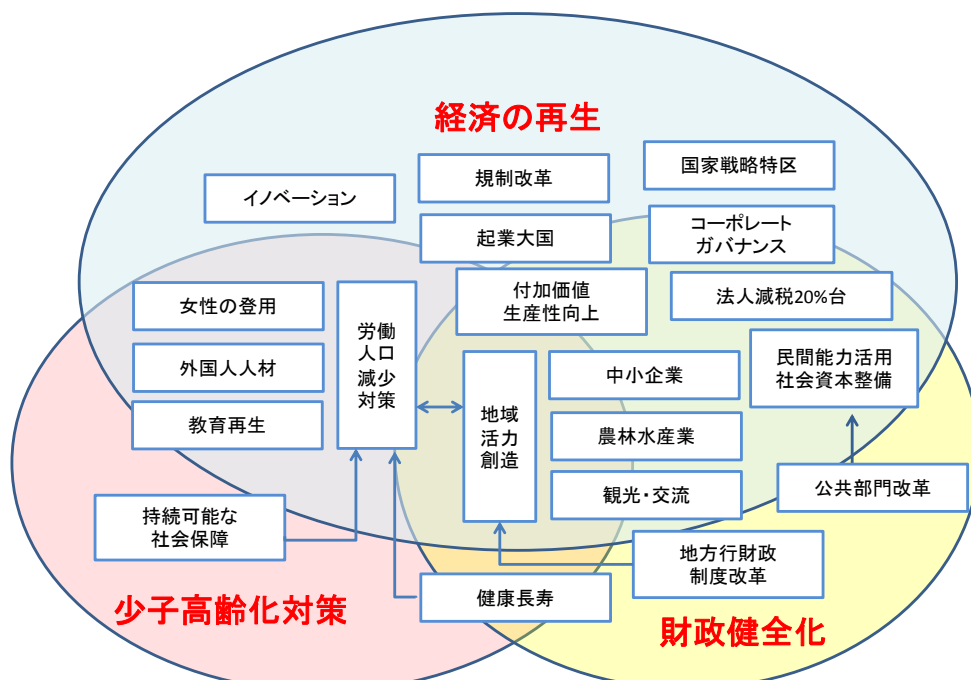 経済の再生
国家戦略特区
規制改革
イノベーション
コーポレート
ガバナンス
起業大国
付加価値
生産性向上
法人減税20%台
女性の登用
労働
人口
減少
対策
外国人人材
教育再生
民間能力活用
社会資本整備
中小企業
地域
活力
創造
農林水産業
観光・交流
公共部門改革
持続可能な
社会保障
地方行財政
制度改革
健康長寿
少子高齢化対策
財政健全化